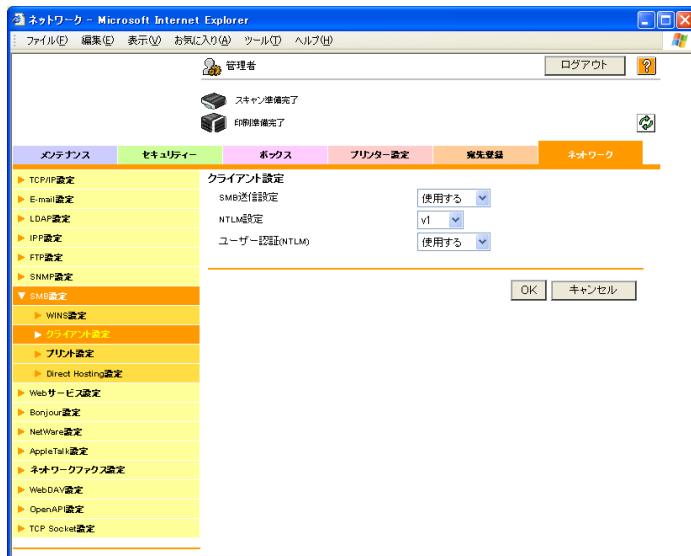 ネットワーク - Microsoft Internet Explorer
ファイル(F) 編集(E) 表示(V) お気に入り(A) ツール(T) ヘルプ(H)
管理者
ログアウト
?
スキャン準備完了
印刷準備完了
メンテナンス セキュリティー ボックス プリンター設定 宛先登録 ネットワーク
TCP/IP設定
E-mail設定
LDAP設定
IPP設定
FTP設定
SNMP設定
SMB設定
WINS設定
クライアント設定
プリント設定
Direct Hosting設定
Webサービス設定
Bonjour設定
NetWare設定
AppleTalk設定
ネットワークファクス設定
WebDAV設定
OpenAPI設定
TCP Socket設定
クライアント設定
SMB送信設定 使用する
NTLM設定 v1
ユーザー認証(NTLM) 使用する
OK キャンセル